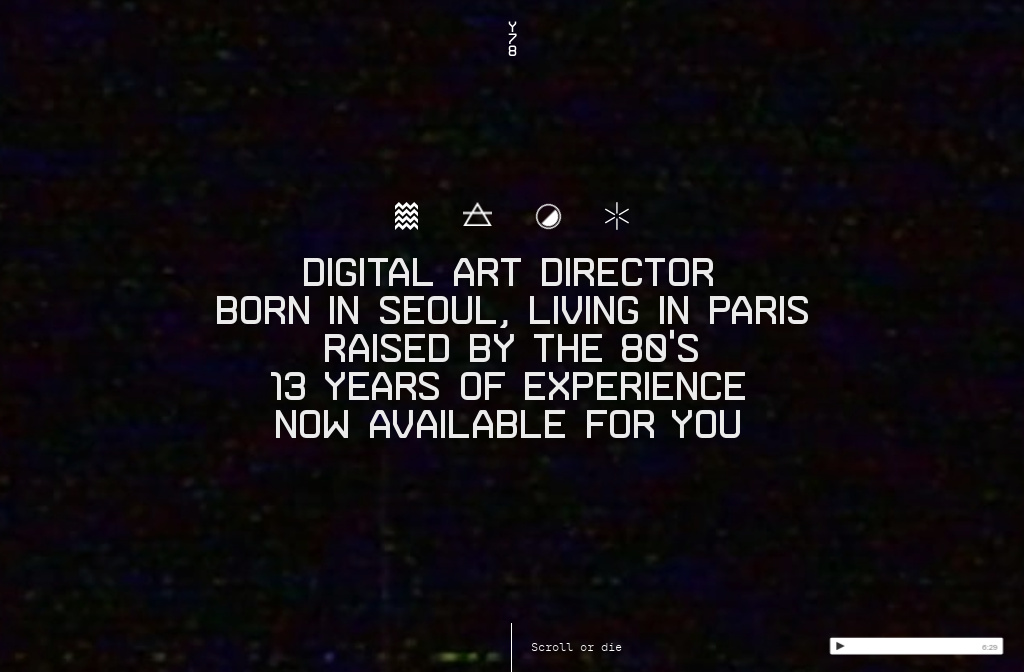 Y
7
8
DIGITAL ART DIRECTOR
BORN IN SEOUL, LIVING IN PARIS
RAISED BY THE 80'S
13 YEARS OF EXPERIENCE
NOW AVAILABLE FOR YOU
Scroll or die
6:29